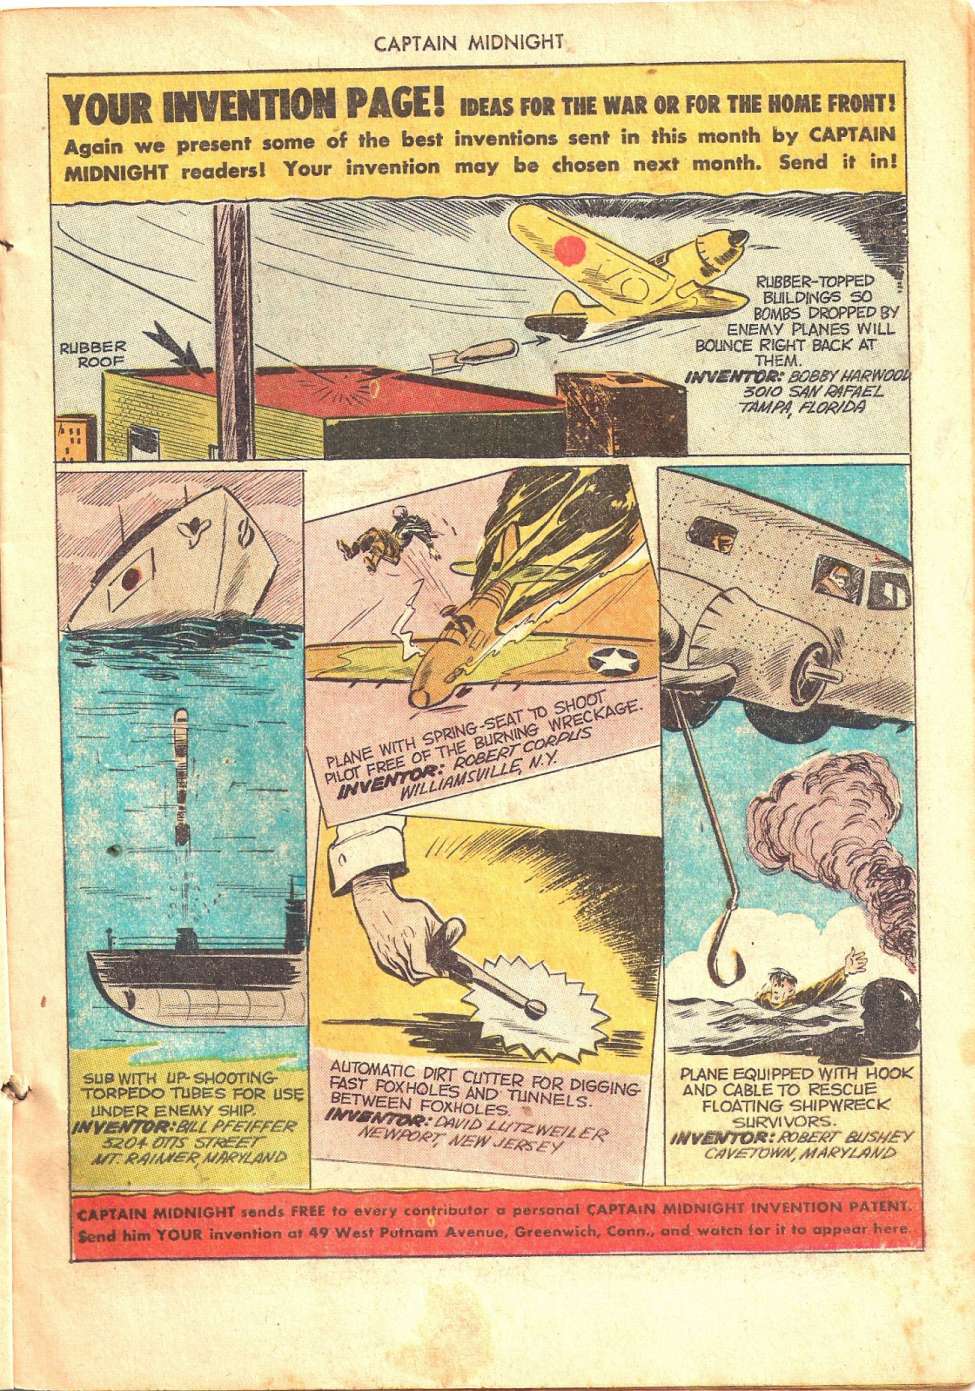 CAPTAIN MIDNIGHT
YOUR INVENTION PAGE! IDEAS FOR THE WAR OR FOR THE HOME FRONT!
Again we present some of the best inventions sent in this month by CAPTAIN
MIDNIGHT readers! Your invention may be chosen next month. Send it in!
RUBBER
ROOF
RUBBER-TOPPED
BUILDINGS SO
BOMBS DROPPED BY
ENEMY PLANES WILL
BOUNCE RIGHT BACK AT
THEM.
INVENTOR: BOBBY HARWOOD
3010 SAN RAFAEL
TAMPA, FLORIDA
SUB WITH UP-SHOOTING
TORPEDO TUBES FOR USE
UNDER ENEMY SHIP.
INVENTOR: BILL PFEIFFER
3204 OTIS STREET
MT. RAIMER, MARYLAND
PLANE WITH SPRING-SEAT TO SHOOT
PILOT FREE OF THE BURNING WRECKAGE.
INVENTOR: ROBERT CORPUS
WILLIAMSVILLE, N.Y.
AUTOMATIC DIRT CUTTER FOR DIGGING
FAST FOXHOLES AND TUNNELS
BETWEEN FOXHOLES.
INVENTOR: DAVID LUTZWEILER
NEWPORT, NEW JERSEY
PLANE EQUIPPED WITH HOOK
AND CABLE TO RESCUE
FLOATING SHIPWRECK
SURVIVORS.
INVENTOR: ROBERT BUSHEY
CAVETOWN, MARYLAND
CAPTAIN MIDNIGHT sends FREE to every contributor a personal CAPTAIN MIDNIGHT INVENTION PATENT.
Send him YOUR invention at 49 West Putnam Avenue, Greenwich, Conn., and watch for it to appear here.